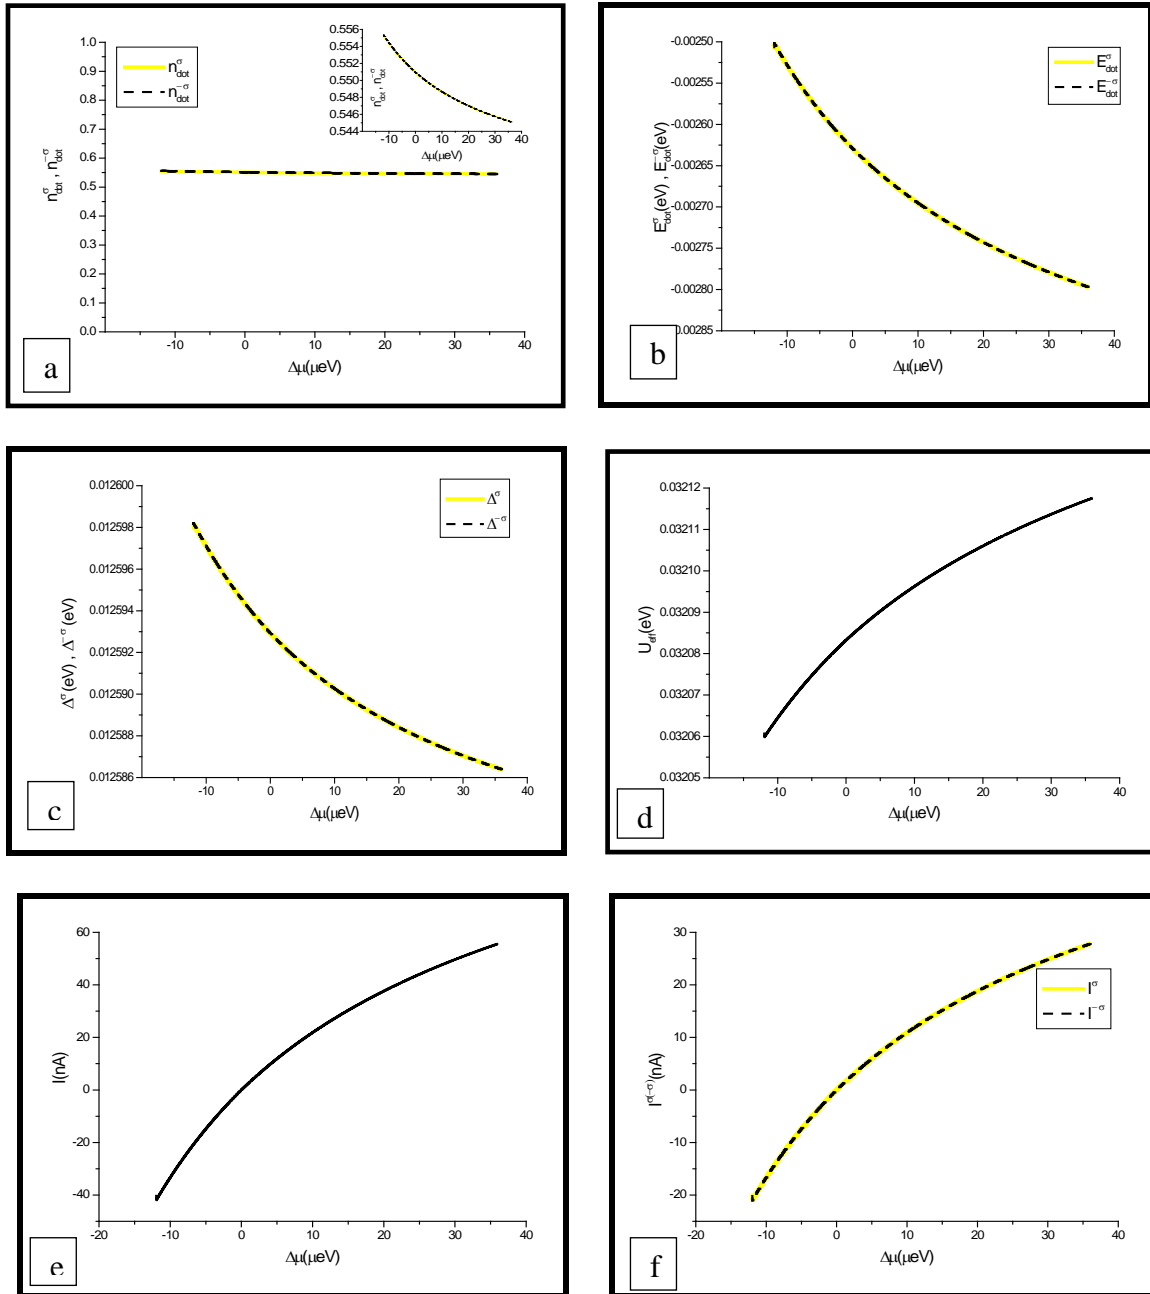 1.0
0.9
0.8
0.7
0.6
0.5
0.4
0.3
0.2
0.1
0.0
n^σ_dot , n^-σ_dot
n^σ_dot
n^-σ_dot
0.556
0.554
0.552
0.550
0.548
0.546
0.544
n^σ_dot , n^-σ_dot
-10 0 10 20 30 40
Δμ(μeV)
-10 0 10 20 30 40
Δμ(μeV)
a
-0.00250
-0.00255
-0.00260
-0.00265
-0.00270
-0.00275
-0.00280
0.00285
E^σ_dot(eV) , E^-σ_dot(eV)
E^σ_dot
E^-σ_dot
-10 0 10 20 30 40
Δμ(μeV)
b
0.012600
0.012598
0.012596
0.012594
0.012592
0.012590
0.012588
0.012586
Δ^σ(eV) , Δ^-σ(eV)
Δ^σ
Δ^-σ
-10 0 10 20 30 40
Δμ(μeV)
c
0.03212
0.03211
0.03210
0.03209
0.03208
0.03207
0.03206
0.03205
U_eff(eV)
-10 0 10 20 30 40
Δμ(μeV)
d
60
40
20
0
-20
-40
I(nA)
-20 -10 0 10 20 30 40
Δμ(μeV)
e
30
20
10
0
-10
-20
I^σ(-σ)(nA)
I^σ
I^-σ
-20 -10 0 10 20 30 40
Δμ(μeV)
f